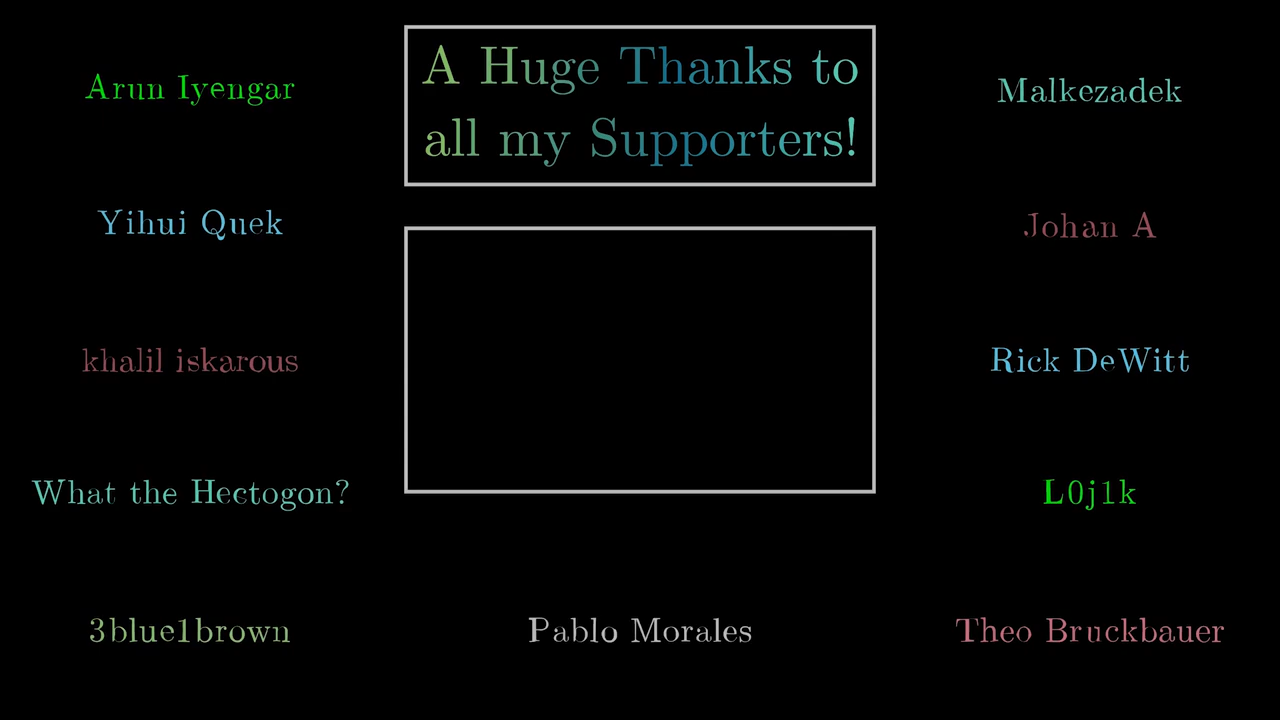 A Huge Thanks to
all my Supporters!
Arun Iyengar
Malkezadek
Yihui Quek
Johan A
khalil iskarous
Rick DeWitt
What the Hectogon?
L0j1k
3blue1brown
Pablo Morales
Theo Bruckbauer